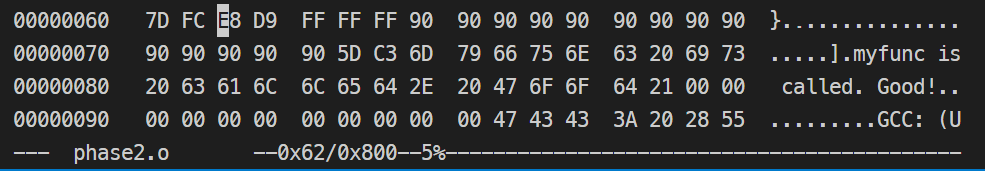 00000060 7D FC E8 D9 FF FF FF 90 90 90 90 90 90 90 90 90 }..............
00000070 90 90 90 90 90 5D C3 6D 79 66 75 6E 63 20 69 73 .....].myfunc is
00000080 20 63 61 6C 6C 65 64 2E 20 47 6F 6F 64 21 00 00 called. Good!..
00000090 00 00 00 00 00 00 00 00 00 47 43 43 3A 20 28 55 .........GCC: (U
--- phase2.o --0x62/0x800--5%------------------------------------------